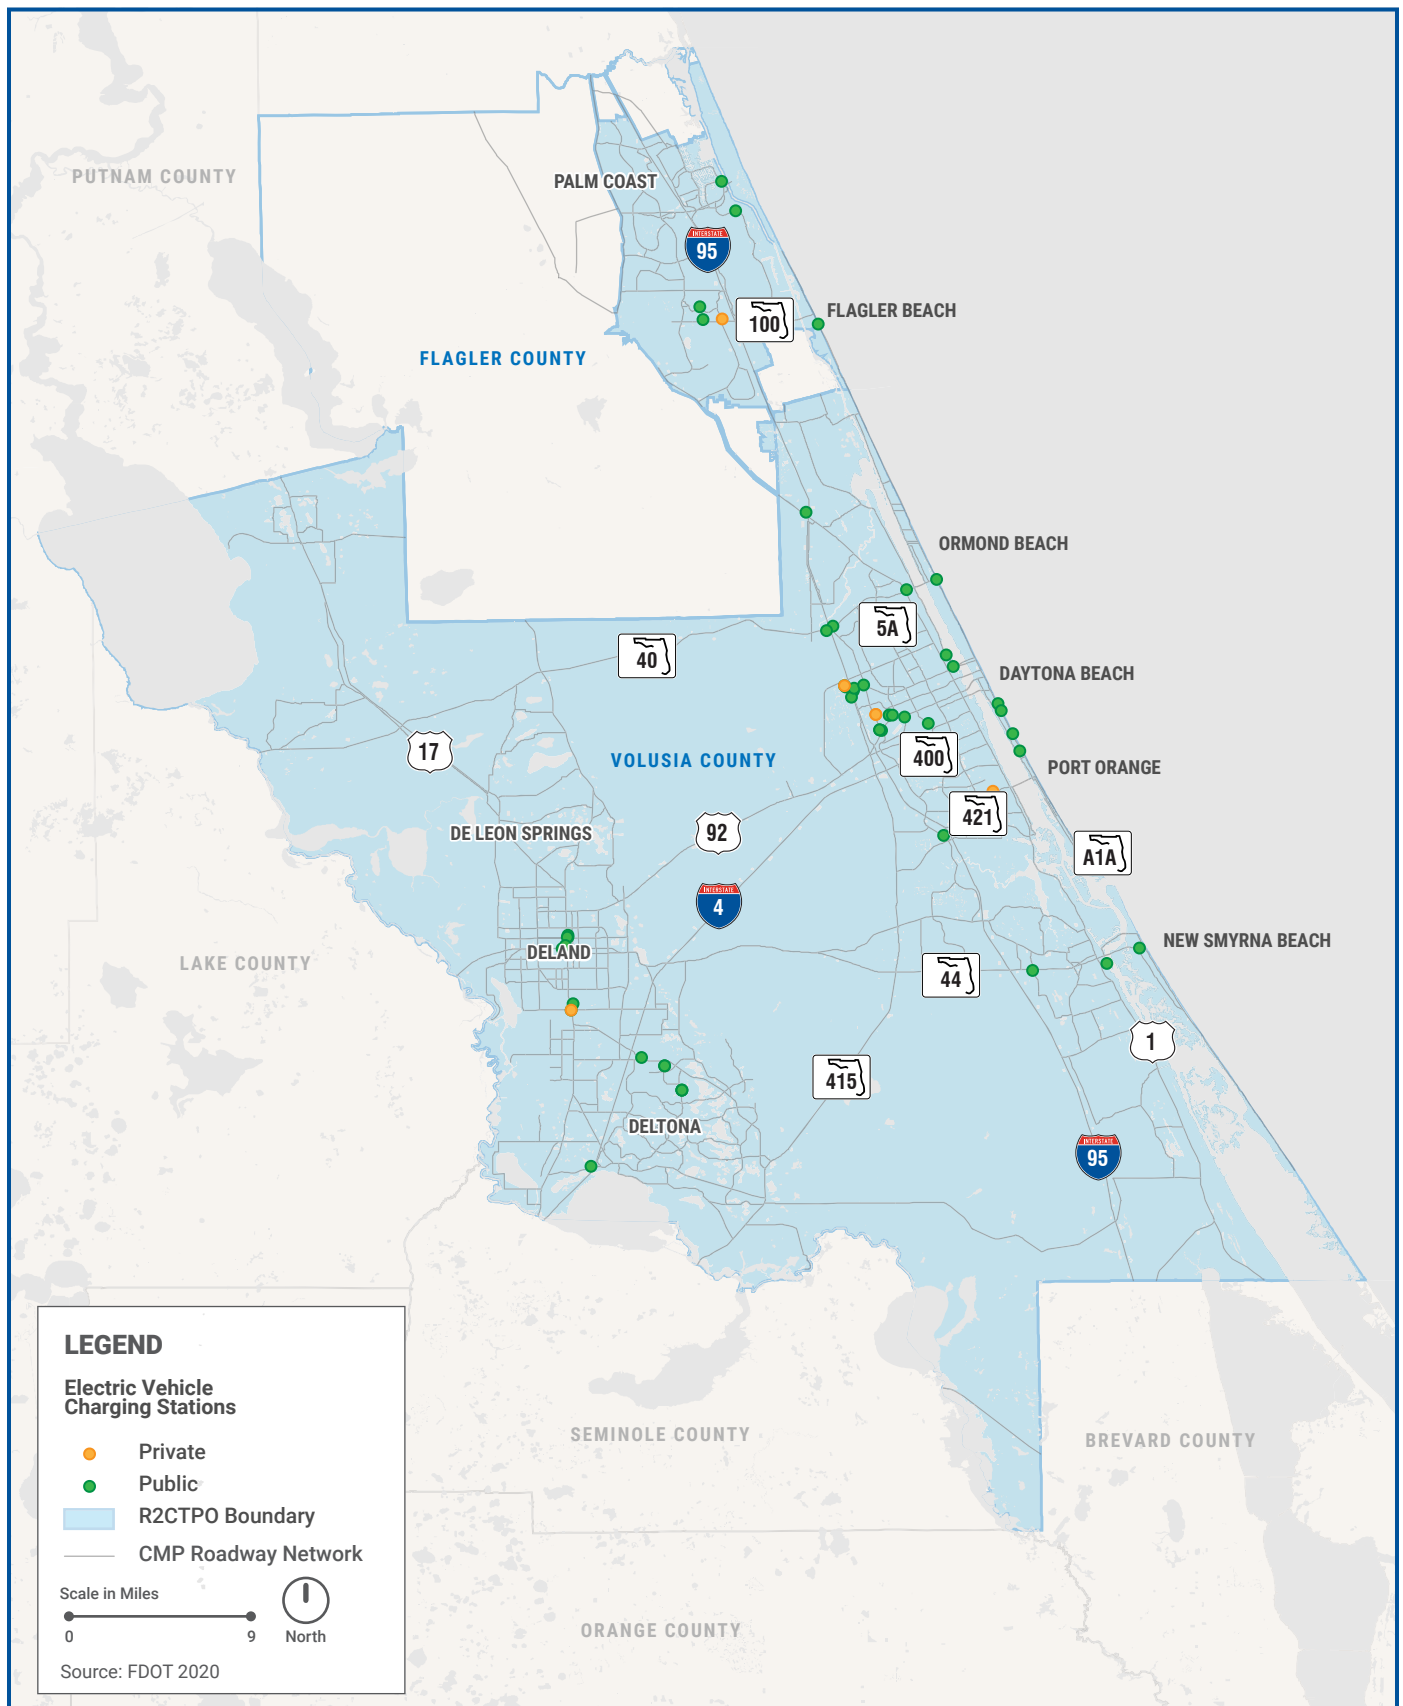 PUTNAM COUNTY
PALM COAST
INTERSTATE
95
100
FLAGLER BEACH
FLAGLER COUNTY
ORMOND BEACH
5A
40
DAYTONA BEACH
17
VOLUSIA COUNTY
400
PORT ORANGE
421
DE LEON SPRINGS
92
A1A
INTERSTATE
4
NEW SMYRNA BEACH
DELAND
LAKE COUNTY
44
1
415
DELTONA
INTERSTATE
95
SEMINOLE COUNTY
BREVARD COUNTY
ORANGE COUNTY
LEGEND
Electric Vehicle
Charging Stations
Private
Public
R2CTPO Boundary
CMP Roadway Network
Scale in Miles
0 9 North
Source: FDOT 2020